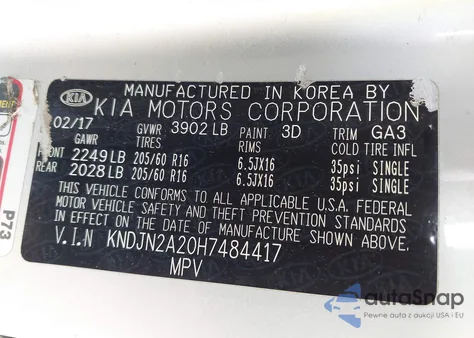 MANUFACTURED IN KOREA BY
KIA KIA MOTORS CORPORATION
02/17 GVWR 3902 LB PAINT 3D TRIM GA3
GAWR TIRES RIMS COLD TIRE INFL
FRONT 2249 LB 205/60 R16 6.5JX16 35psi SINGLE
REAR 2028 LB 205/60 R16 6.5JX16 35psi SINGLE
THIS VEHICLE CONFORMS TO ALL APPLICABLE U.S.A. FEDERAL
MOTOR VEHICLE SAFETY AND THEFT PREVENTION STANDARDS
IN EFFECT ON THE DATE OF MANUFACTURE SHOWN ABOVE.
V.I.N KNDJN2A20H7484417
MPV
P73
autoSnap
Pewne auta z aukcji USA i EU